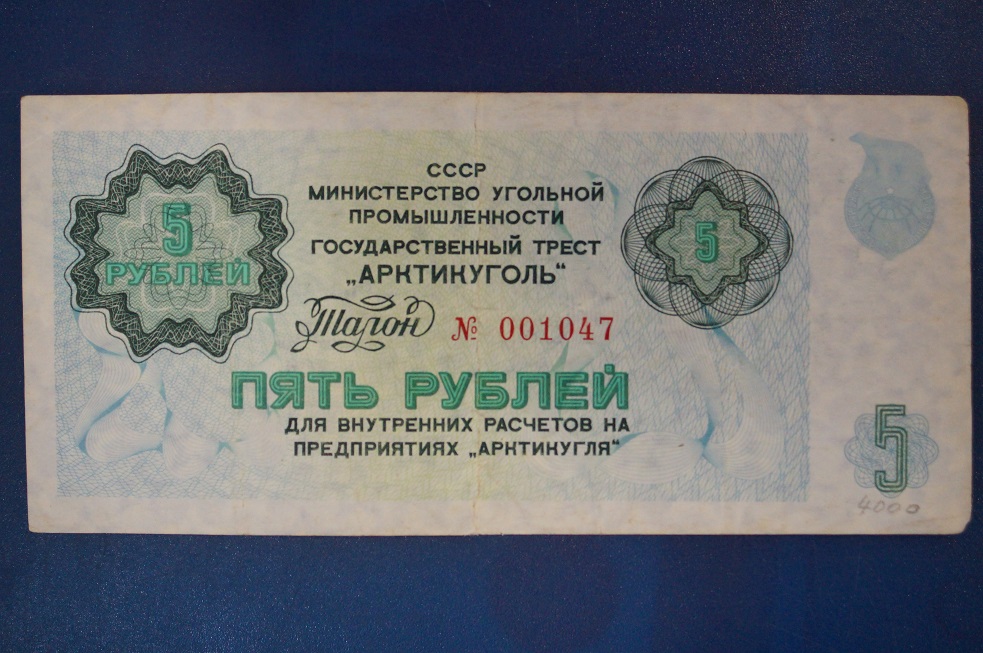 5
РУБЛЕЙ
СССР
МИНИСТЕРСТВО УГОЛЬНОЙ
ПРОМЫШЛЕННОСТИ
ГОСУДАРСТВЕННЫЙ ТРЕСТ
„АРКТИКУГОЛЬ“
5
Талон № 001047
ПЯТЬ РУБЛЕЙ
ДЛЯ ВНУТРЕННИХ РАСЧЕТОВ НА
ПРЕДПРИЯТИЯХ „АРКТИКУГЛЯ“
5
4000